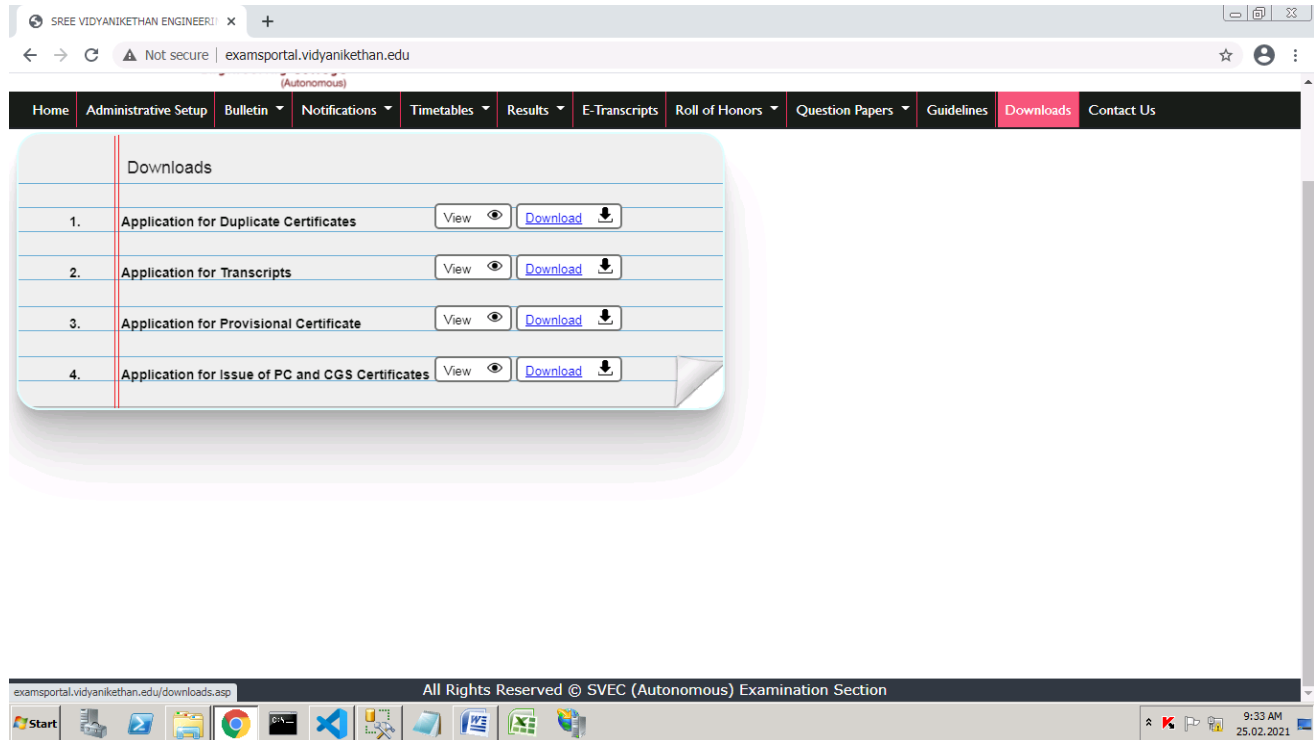 SREE VIDYANIKETHAN ENGINEERI
Not secure | examsportal.vidyanikethan.edu
(Autonomous)
Home Administrative Setup Bulletin Notifications Timetables Results E-Transcripts Roll of Honors Question Papers Guidelines Downloads Contact Us
Downloads
1. Application for Duplicate Certificates View Download
2. Application for Transcripts View Download
3. Application for Provisional Certificate View Download
4. Application for Issue of PC and CGS Certificates View Download
examsportal.vidyanikethan.edu/downloads.asp All Rights Reserved © SVEC (Autonomous) Examination Section
Start 9:33 AM
25.02.2021